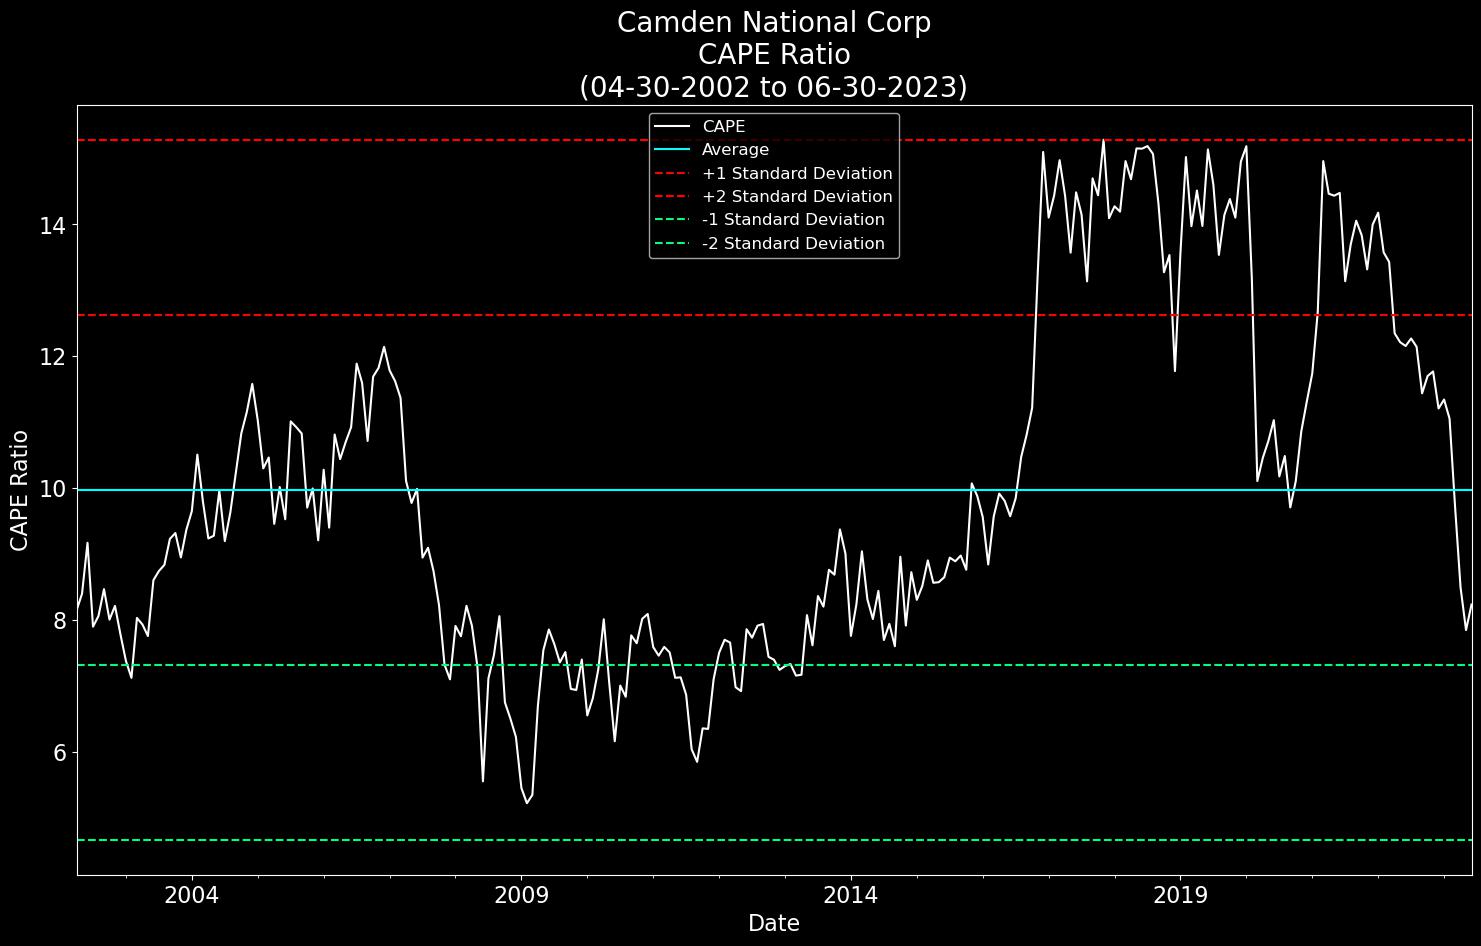 Camden National Corp
CAPE Ratio
(04-30-2002 to 06-30-2023)
CAPE
Average
+1 Standard Deviation
+2 Standard Deviation
-1 Standard Deviation
-2 Standard Deviation
CAPE Ratio
14
12
10
8
6
2004
2009
2014
2019
Date